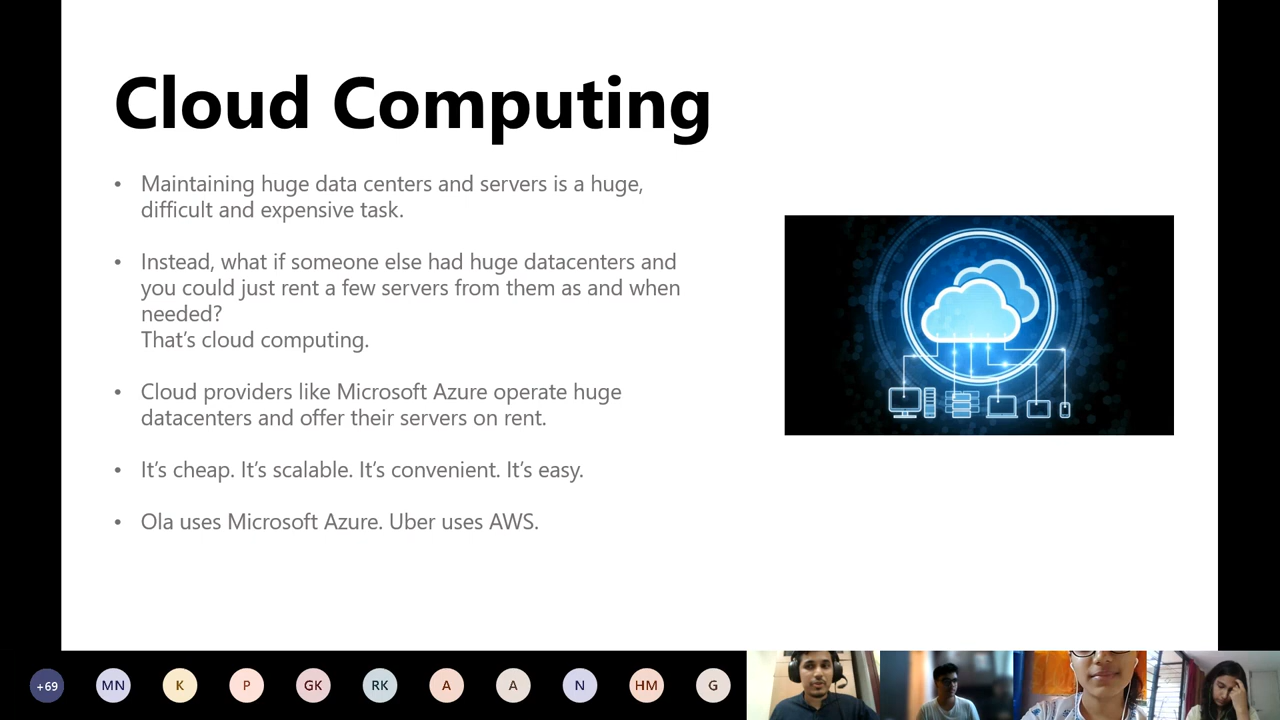 Cloud Computing
• Maintaining huge data centers and servers is a huge,
difficult and expensive task.
• Instead, what if someone else had huge datacenters and
you could just rent a few servers from them as and when
needed?
That’s cloud computing.
• Cloud providers like Microsoft Azure operate huge
datacenters and offer their servers on rent.
• It’s cheap. It’s scalable. It’s convenient. It’s easy.
• Ola uses Microsoft Azure. Uber uses AWS.
+69 MN K P GK RK A A N HM G